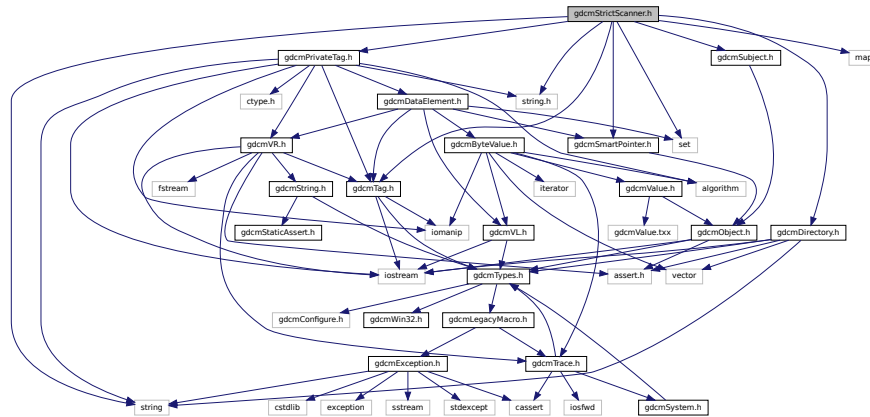 gdcmStrictScanner.h
gdcmPrivateTag.h
gdcmSubject.h
map
ctype.h
gdcmDataElement.h
string.h
gdcmVR.h
gdcmByteValue.h
gdcmSmartPointer.h
set
fstream
gdcmString.h
gdcmTag.h
iterator
gdcmValue.h
algorithm
gdcmStaticAssert.h
iomanip
gdcmVL.h
gdcmValue.txx
gdcmObject.h
gdcmDirectory.h
iostream
gdcmTypes.h
assert.h
vector
gdcmConfigure.h
gdcmWin32.h
gdcmLegacyMacro.h
gdcmException.h
gdcmTrace.h
string
cstdlib
exception
sstream
stdexcept
cassert
iosfwd
gdcmSystem.h